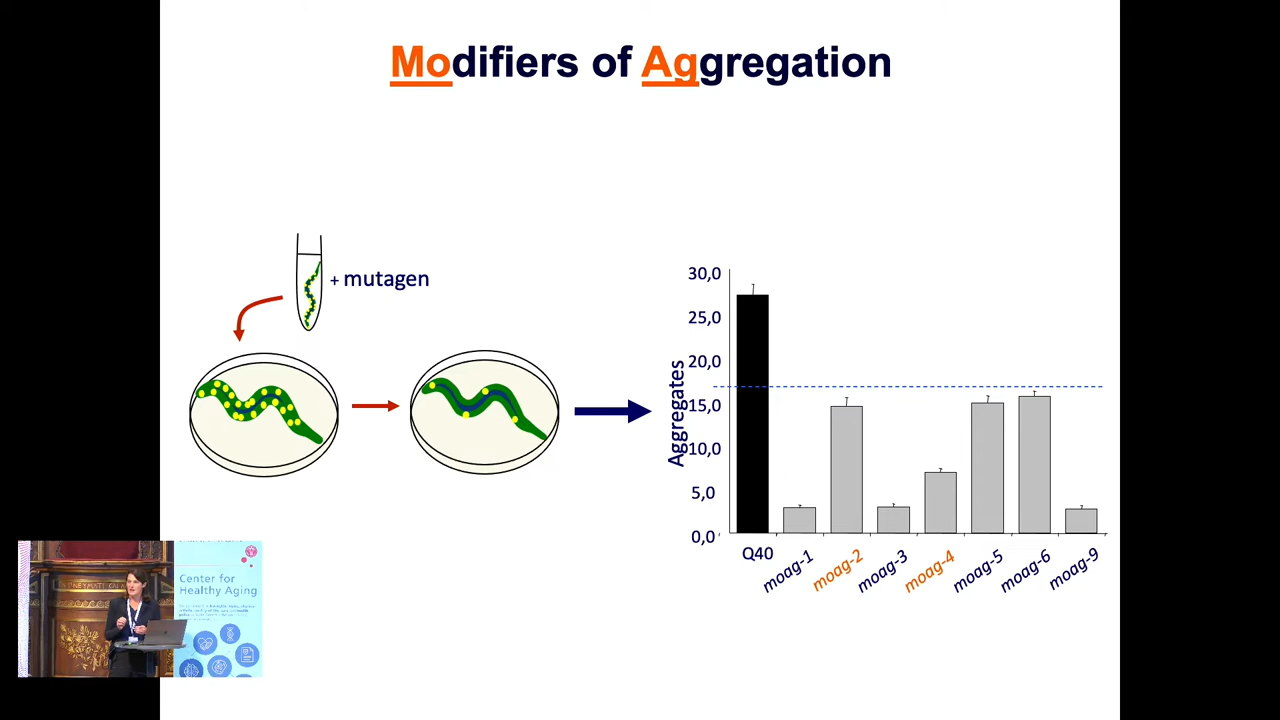 Modifiers of Aggregation
+ mutagen
Aggregates
30,0
25,0
20,0
15,0
10,0
5,0
0,0
Q40
moag-1
moag-2
moag-3
moag-4
moag-5
moag-6
moag-9
Center for
Healthy Aging